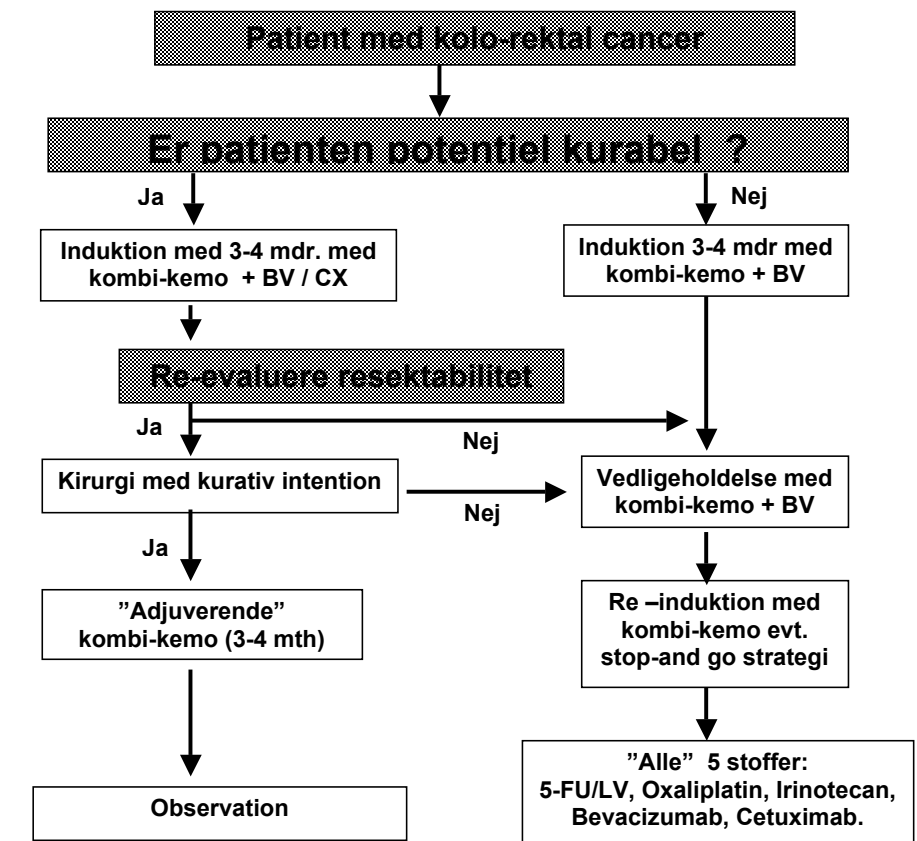 Patient med kolo-rektal cancer
Er patienten potentiel kurabel ?
Ja
Nej
Induktion med 3-4 mdr. med
kombi-kemo + BV / CX
Induktion 3-4 mdr med
kombi-kemo + BV
Re-evaluere resektabilitet
Ja
Nej
Kirurgi med kurativ intention
Nej
Vedligeholdelse med
kombi-kemo + BV
Ja
”Adjuverende”
kombi-kemo (3-4 mth)
Re –induktion med
kombi-kemo evt.
stop-and go strategi
Observation
”Alle” 5 stoffer:
5-FU/LV, Oxaliplatin, Irinotecan,
Bevacizumab, Cetuximab.